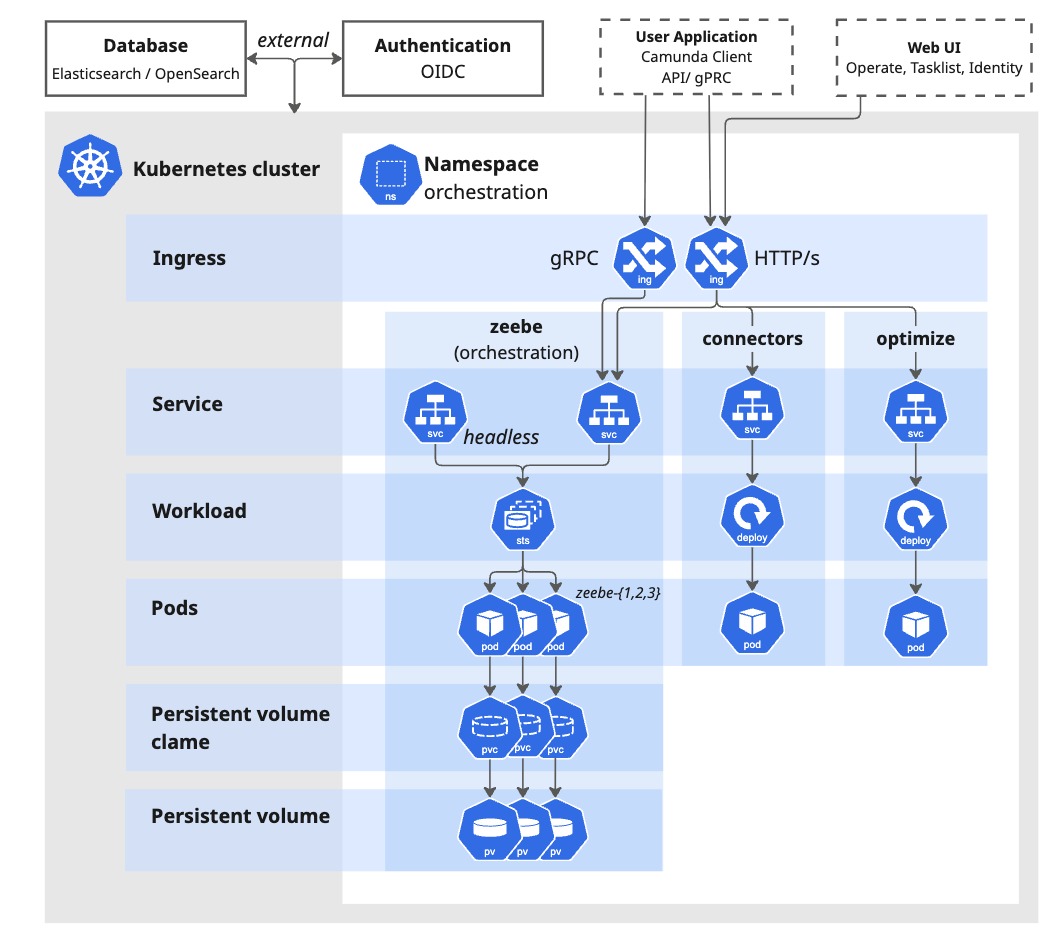 Database
Elasticsearch / OpenSearch
external
Authentication
OIDC
User Application
Camunda Client
API/ gPRC
Web UI
Operate, Tasklist, Identity
Kubernetes cluster
ns
Namespace
orchestration
Ingress
gRPC
ing
ing
HTTP/s
zeebe
(orchestration)
connectors
optimize
Service
svc
headless
svc
svc
svc
Workload
sts
deploy
deploy
Pods
zeebe-{1,2,3}
pod
pod
pod
pod
pod
Persistent volume
clame
pvc
pvc
pvc
Persistent volume
pv
pv
pv